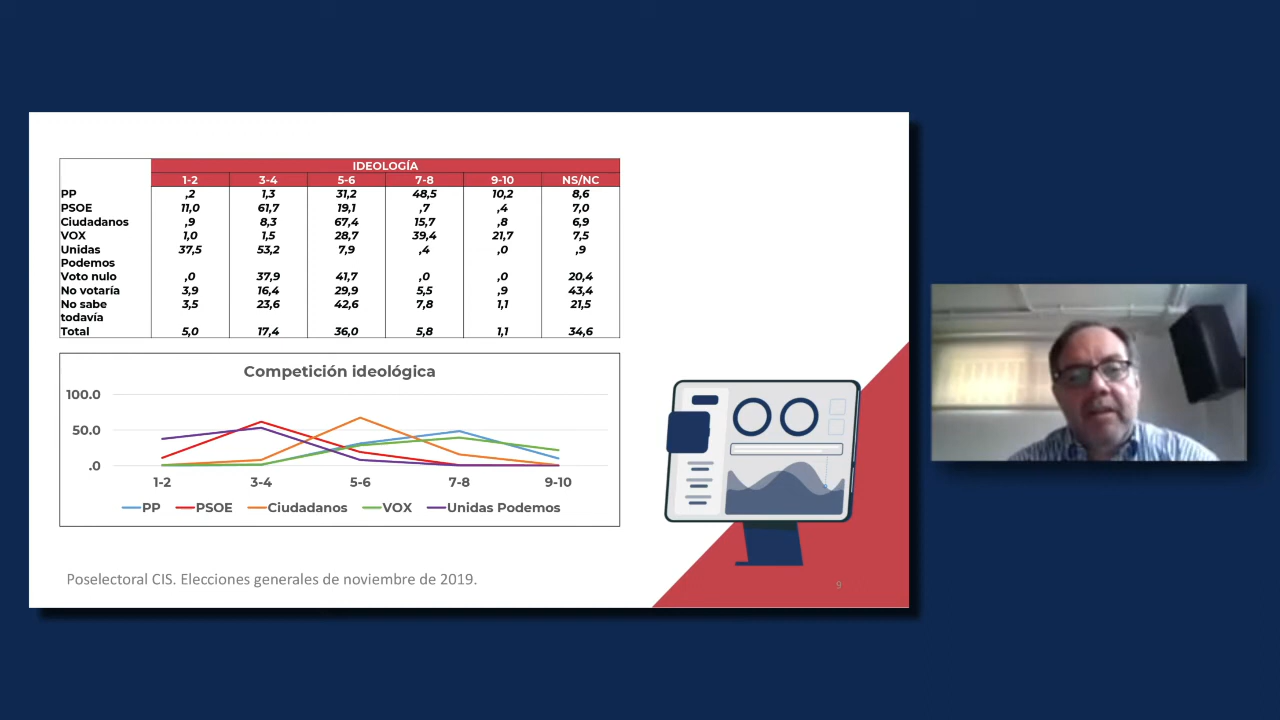 IDEOLOGÍA
1-2 3-4 5-6 7-8 9-10 NS/NC
PP ,2 1,3 31,2 48,5 10,2 8,6
PSOE 11,0 61,7 19,1 ,7 ,4 7,0
Ciudadanos ,9 8,3 67,4 15,7 ,8 6,9
VOX 1,0 1,5 28,7 39,4 21,7 7,5
Unidas 37,5 53,2 7,9 ,4 ,0 ,9
Podemos
Voto nulo ,0 37,9 41,7 ,0 ,0 20,4
No votaría 3,9 16,4 29,9 5,5 ,9 43,4
No sabe 3,5 23,6 42,6 7,8 1,1 21,5
todavía
Total 5,0 17,4 36,0 5,8 1,1 34,6
Competición ideológica
100.0
50.0
.0
1-2 3-4 5-6 7-8 9-10
PP PSOE Ciudadanos VOX Unidas Podemos
Poselectoral CIS. Elecciones generales de noviembre de 2019.
9